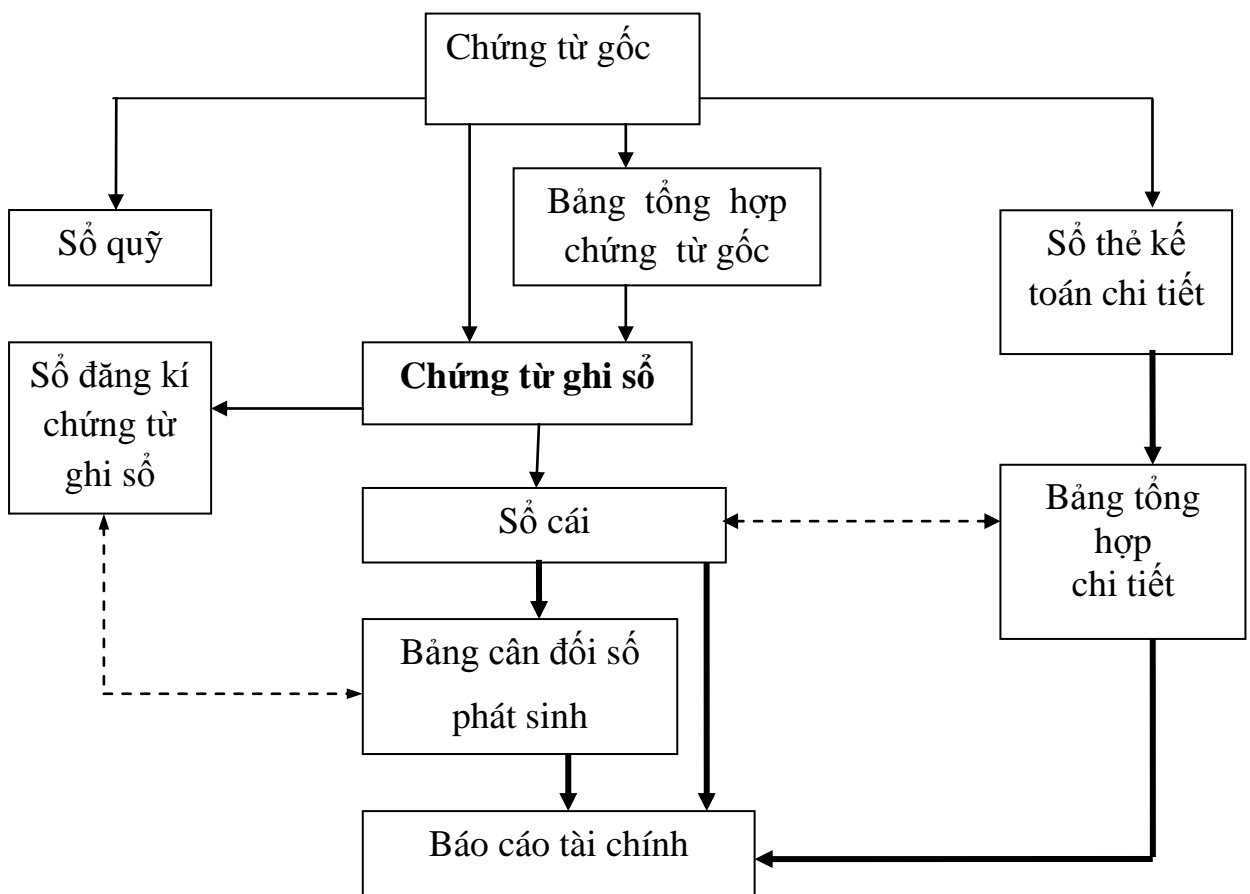 Chứng từ gốc
Bảng tổng hợp
chứng từ gốc
Sổ quỹ
Sổ thẻ kế
toán chi tiết
Sổ đăng kí
chứng từ
ghi sổ
Chứng từ ghi sổ
Sổ cái
Bảng tổng
hợp
chi tiết
Bảng cân đối số
phát sinh
Báo cáo tài chính